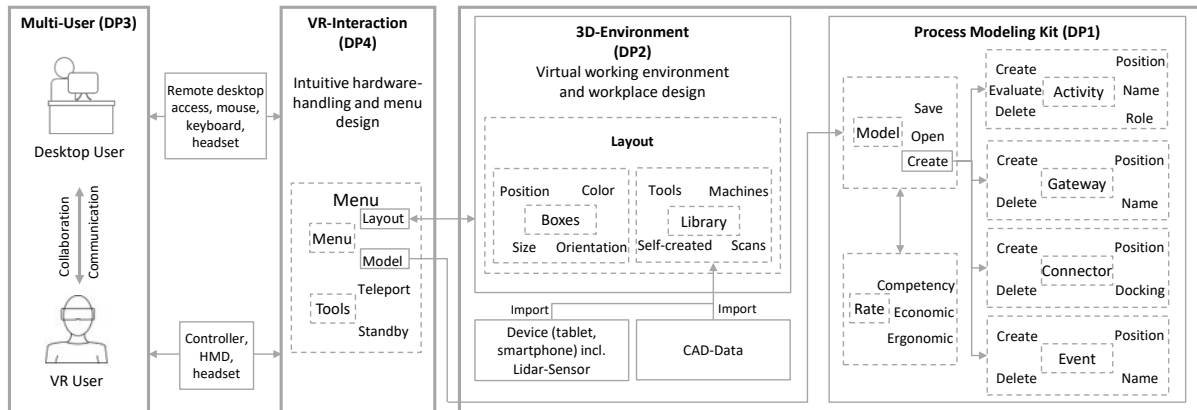 Multi-User (DP3)
Desktop User
Collaboration
Communication
VR User
Remote desktop
access, mouse,
keyboard,
headset
Controller,
HMD,
headset
VR-Interaction
(DP4)
Intuitive hardware-
handling and menu
design
Menu
Layout
Menu
Model
Teleport
Tools
Standby
3D-Environment
(DP2)
Virtual working environment
and workplace design
Layout
Position
Color
Boxes
Size
Orientation
Tools
Machines
Library
Self-created
Scans
Import
Import
Device (tablet,
smartphone) incl.
Lidar-Sensor
CAD-Data
Process Modeling Kit (DP1)
Save
Model
Open
Create
Competency
Rate
Economic
Ergonomic
Create
Position
Evaluate
Activity
Name
Delete
Role
Create
Position
Gateway
Delete
Name
Create
Position
Connector
Delete
Docking
Create
Position
Event
Delete
Name